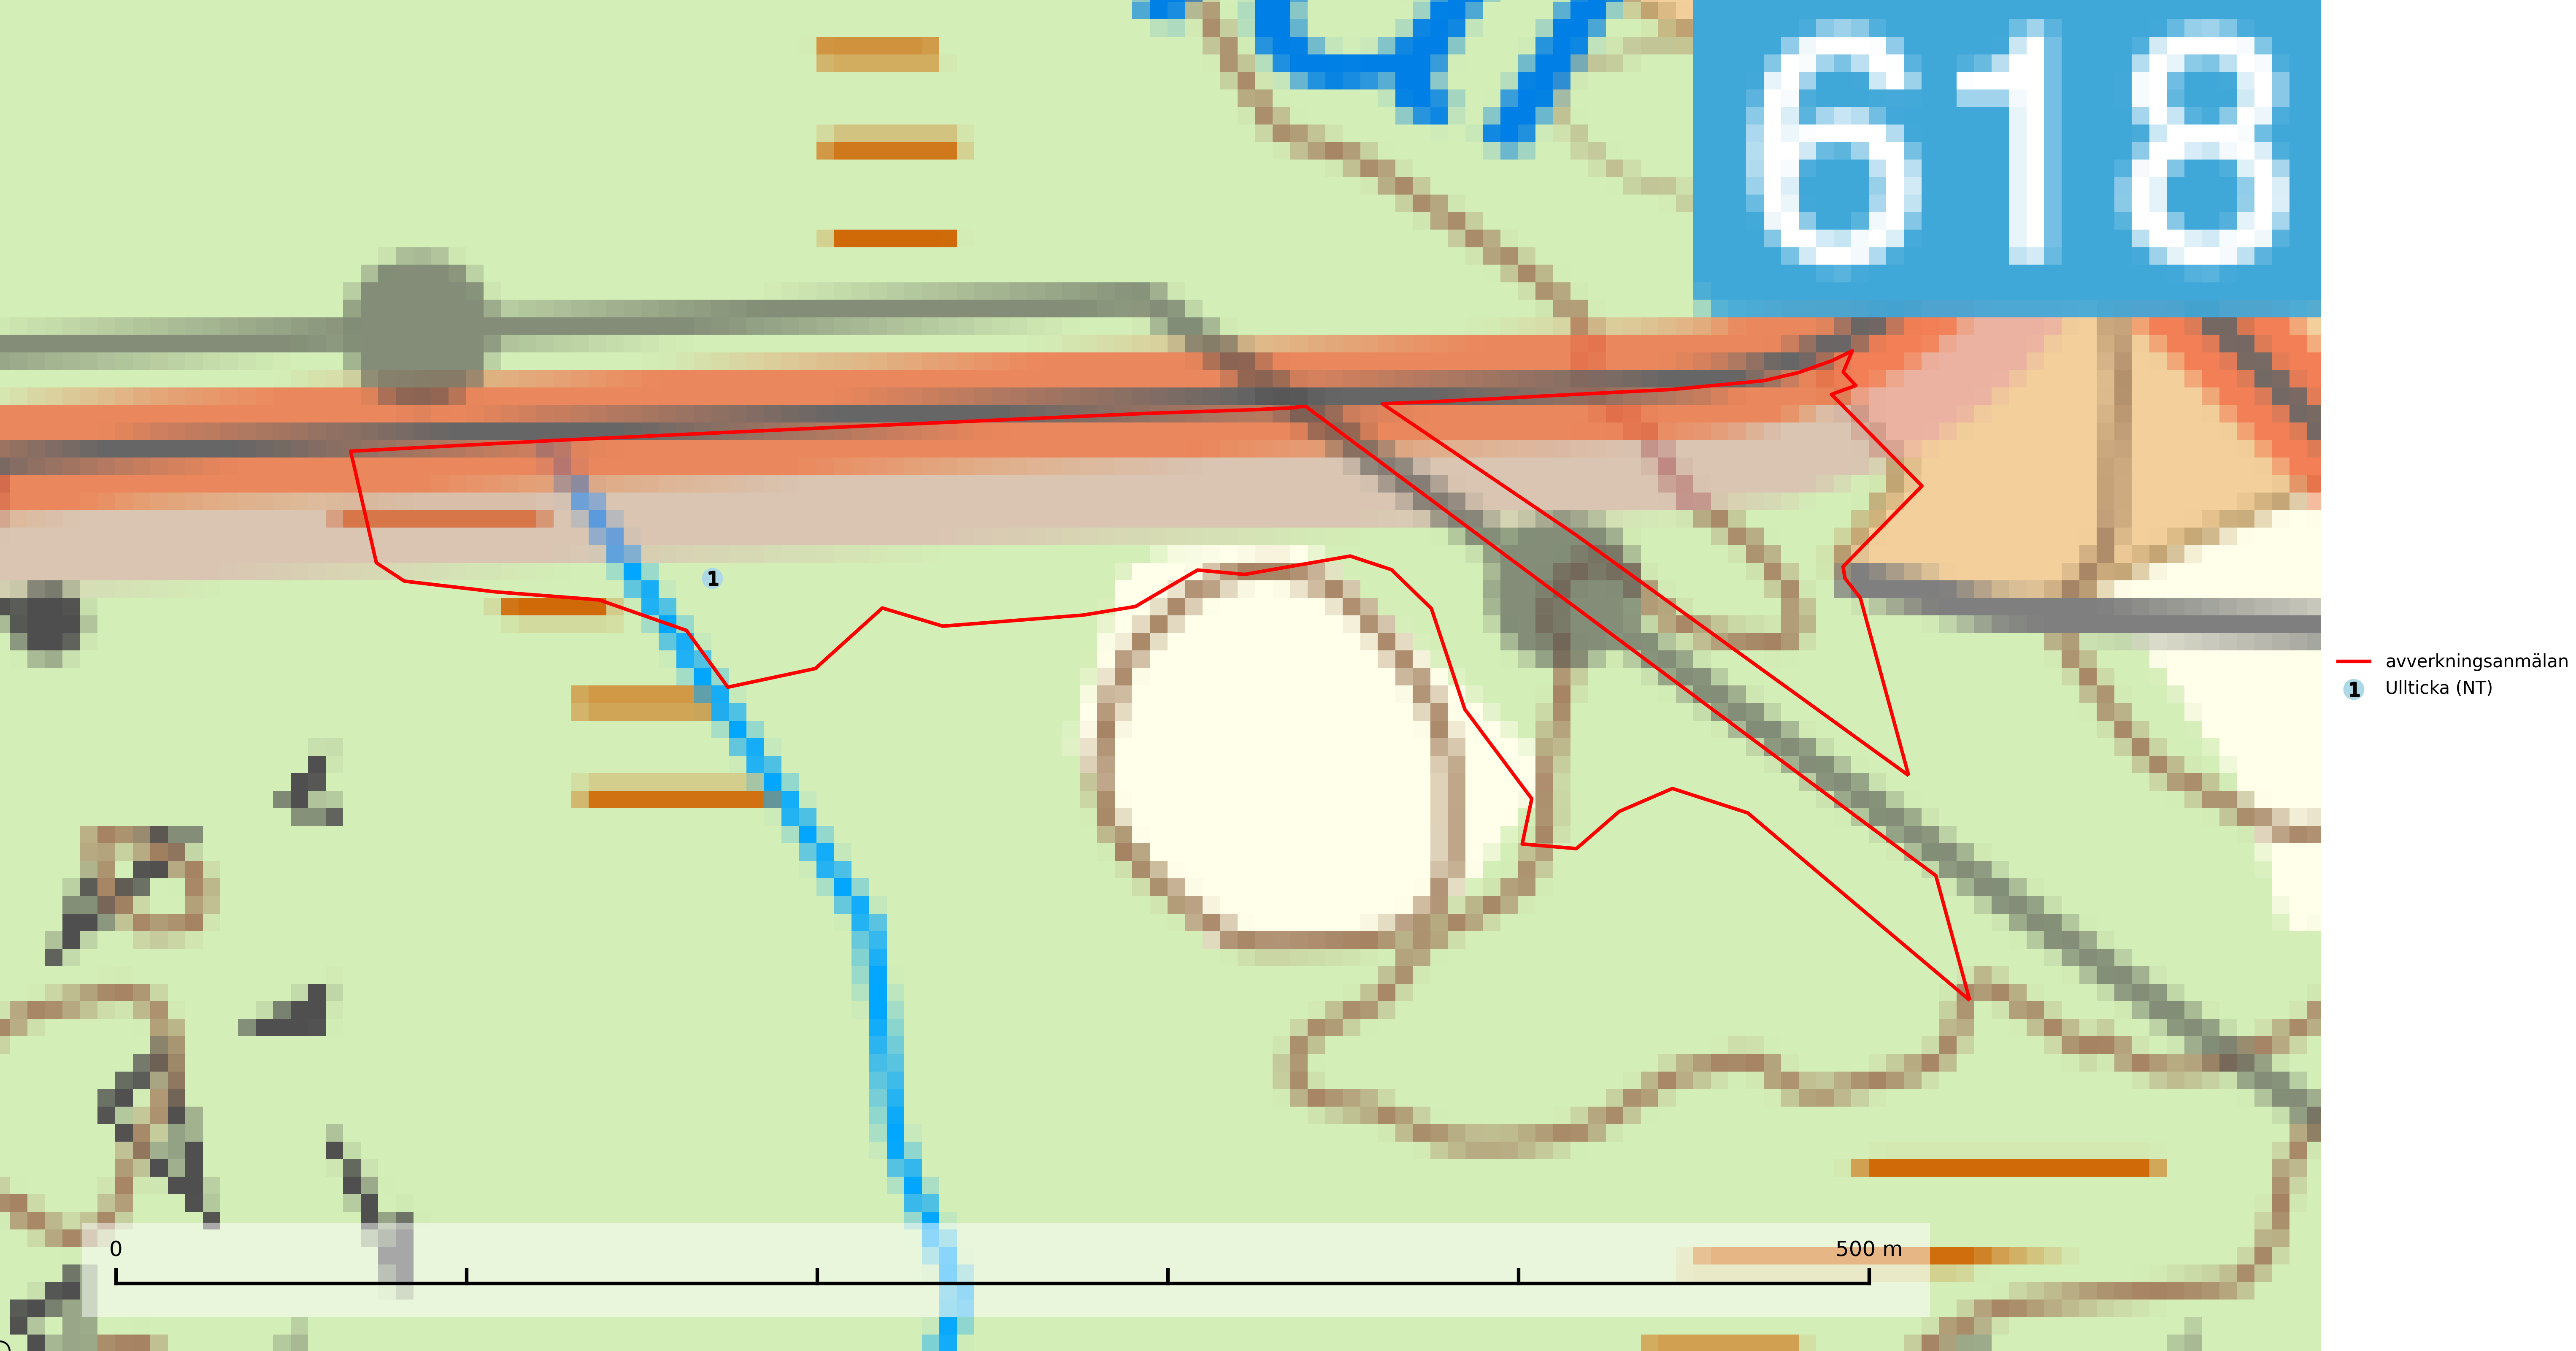 618
1
avverkningsanmälan
1 Ullticka (NT)
0 500 m